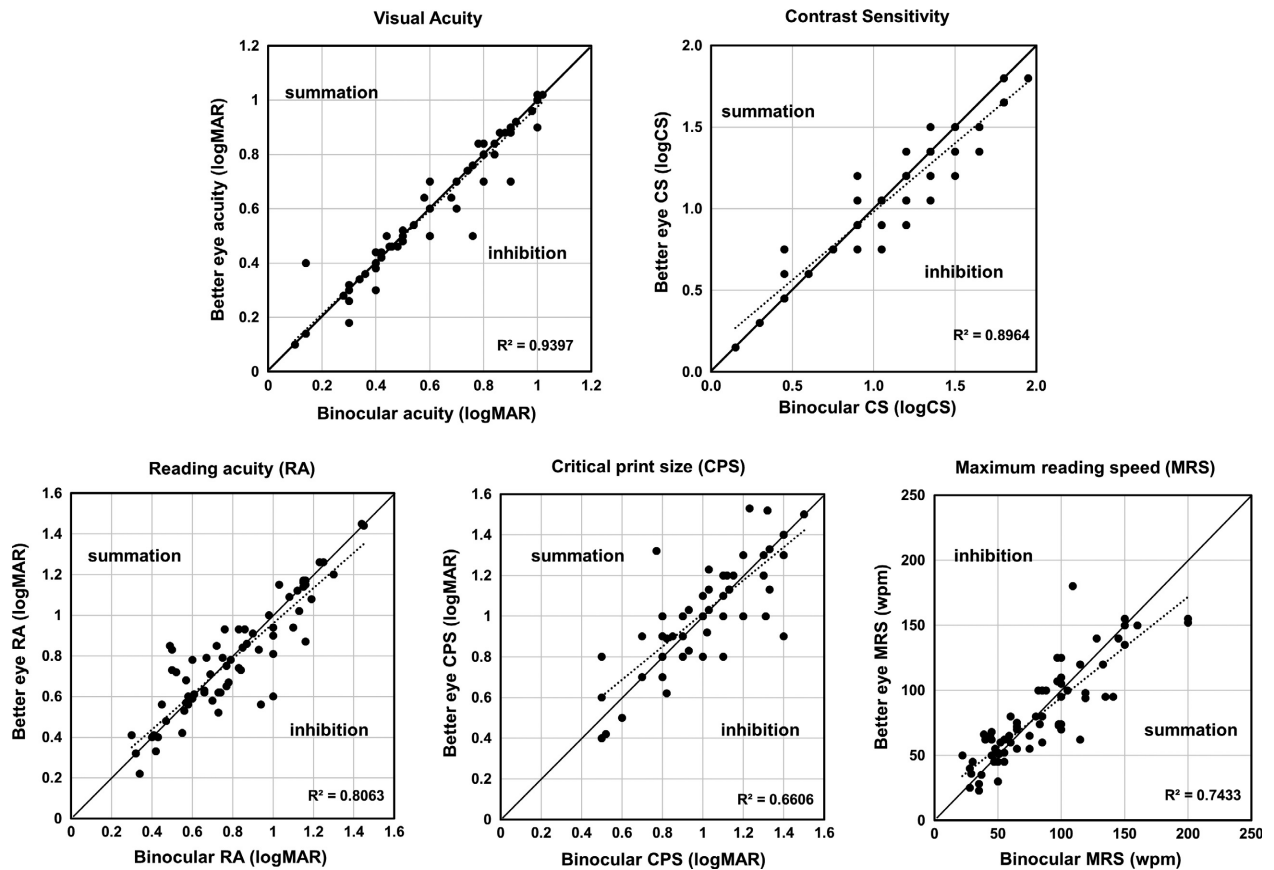 Visual Acuity
1.2
1
0.8
0.6
0.4
0.2
0
0
0.2
0.4
0.6
0.8
1
1.2
Better eye acuity (logMAR)
Binocular acuity (logMAR)
summation
inhibition
R² = 0.9397
Contrast Sensitivity
2.0
1.5
1.0
0.5
0.0
0.0
0.5
1.0
1.5
2.0
Better eye CS (logCS)
Binocular CS (logCS)
summation
inhibition
R² = 0.8964
Reading acuity (RA)
1.6
1.4
1.2
1
0.8
0.6
0.4
0.2
0
0
0.2
0.4
0.6
0.8
1
1.2
1.4
1.6
Better eye RA (logMAR)
Binocular RA (logMAR)
summation
inhibition
R² = 0.8063
Critical print size (CPS)
1.6
1.4
1.2
1
0.8
0.6
0.4
0.2
0
0
0.2
0.4
0.6
0.8
1
1.2
1.4
1.6
Better eye CPS (logMAR)
Binocular CPS (logMAR)
summation
inhibition
R² = 0.6606
Maximum reading speed (MRS)
250
200
150
100
50
0
0
50
100
150
200
250
Better eye MRS (wpm)
Binocular MRS (wpm)
inhibition
summation
R² = 0.7433